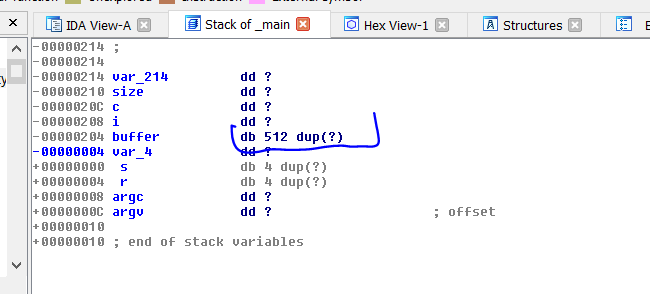 IDA View-A Stack of _main Hex View-1 Structures
-00000214 ;
-00000214
-00000214 var_214 dd ?
-00000210 size dd ?
-0000020C c dd ?
-00000208 i dd ?
-00000204 buffer db 512 dup(?)
-00000004 var_4 dd ?
+00000000 s db 4 dup(?)
+00000004 r db 4 dup(?)
+00000008 argc dd ?
+0000000C argv dd ? ; offset
+00000010
+00000010 ; end of stack variables